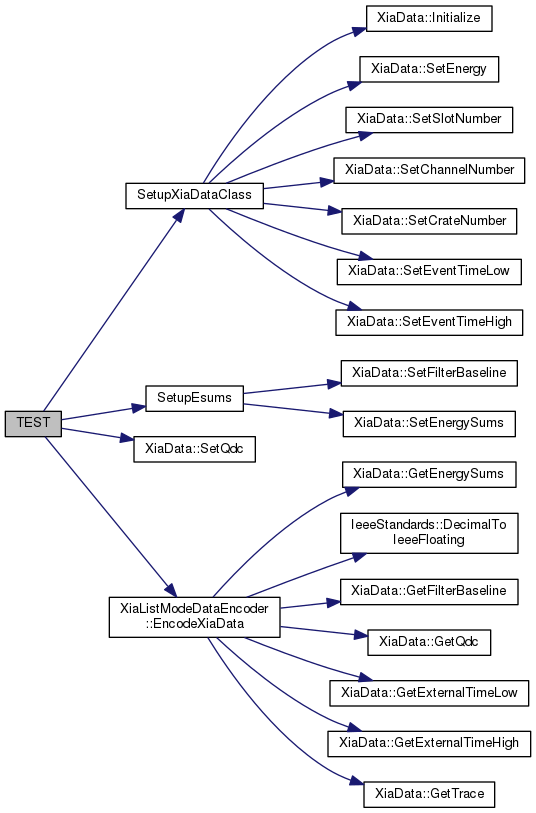 XiaData::Initialize
XiaData::SetEnergy
XiaData::SetSlotNumber
XiaData::SetChannelNumber
SetupXiaDataClass
XiaData::SetCrateNumber
XiaData::SetEventTimeLow
XiaData::SetEventTimeHigh
XiaData::SetFilterBaseline
SetupEsums
TEST
XiaData::SetEnergySums
XiaData::SetQdc
XiaData::GetEnergySums
IeeeStandards::DecimalTo
IeeeFloating
XiaData::GetFilterBaseline
XiaListModeDataEncoder
::EncodeXiaData
XiaData::GetQdc
XiaData::GetExternalTimeLow
XiaData::GetExternalTimeHigh
XiaData::GetTrace